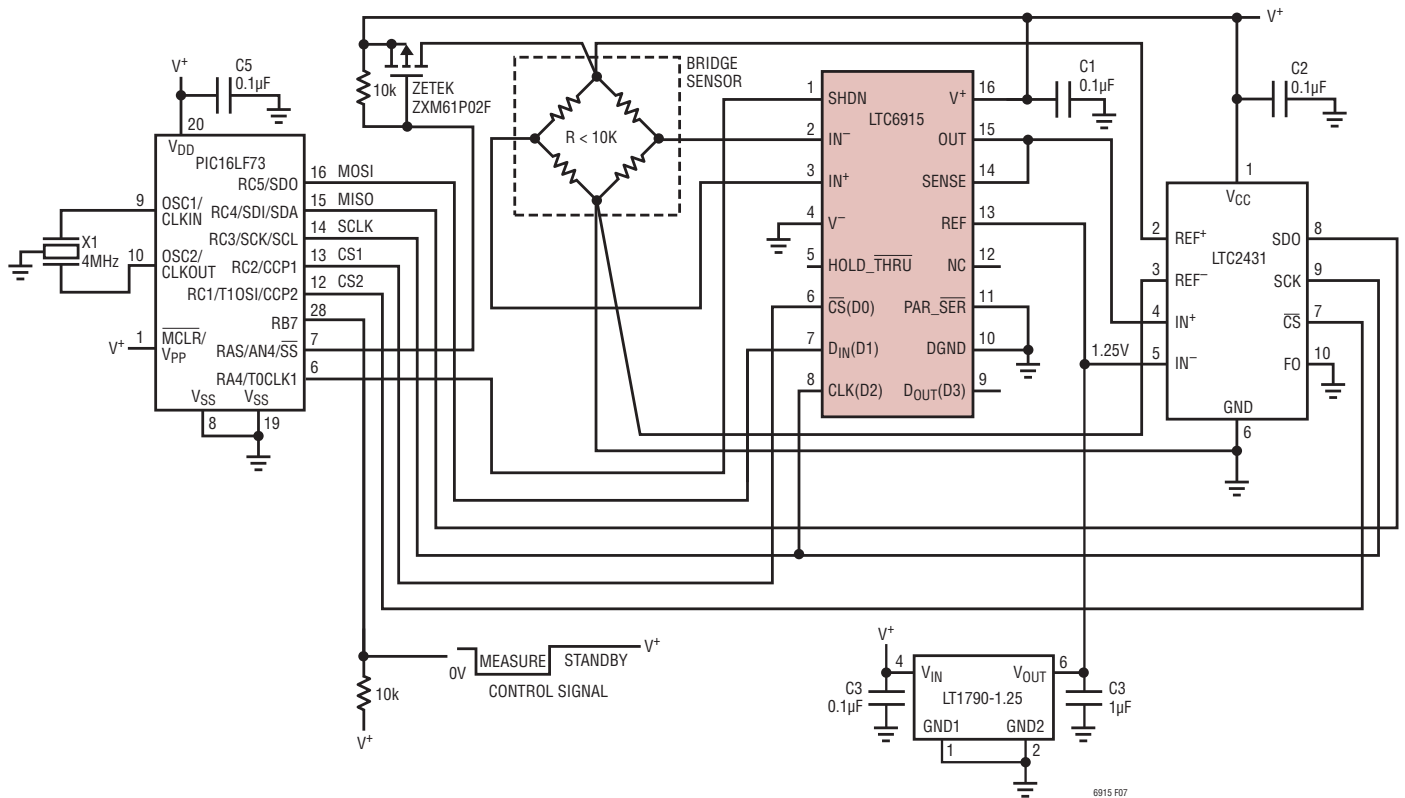 V+
C5
0.1µF
20
VDD
PIC16LF73
9
OSC1/
CLKIN
10
OSC2/
CLKOUT
X1
4MHz
V+
1
MCLR/
VPP
VSS
VSS
8
19
RC5/SDO
16
MOSI
RC4/SDI/SDA
15
MISO
RC3/SCK/SCL
14
SCLK
RC2/CCP1
13
CS1
RC1/T1OSI/CCP2
12
CS2
RB7
28
RAS/AN4/SS
7
RA4/T0CLK1
6
10k
ZETEK
ZXM61P02F
BRIDGE
SENSOR
R < 10K
LTC6915
1
SHDN
2
IN−
3
IN+
4
V−
5
HOLD_THRU
6
CS(D0)
7
DIN(D1)
8
CLK(D2)
V+
16
OUT
15
SENSE
14
REF
13
NC
12
PAR_SER
11
DGND
10
DOUT(D3)
9
C1
0.1µF
V+
C2
0.1µF
1
VCC
LTC2431
2
REF+
3
REF−
4
IN+
5
IN−
1.25V
SDO
8
SCK
9
CS
7
FO
10
GND
6
10k
V+
0V
MEASURE
STANDBY
V+
CONTROL SIGNAL
V+
4
VIN
VOUT
6
LT1790-1.25
GND1
GND2
1
2
C3
0.1µF
C3
1µF
6915 F07